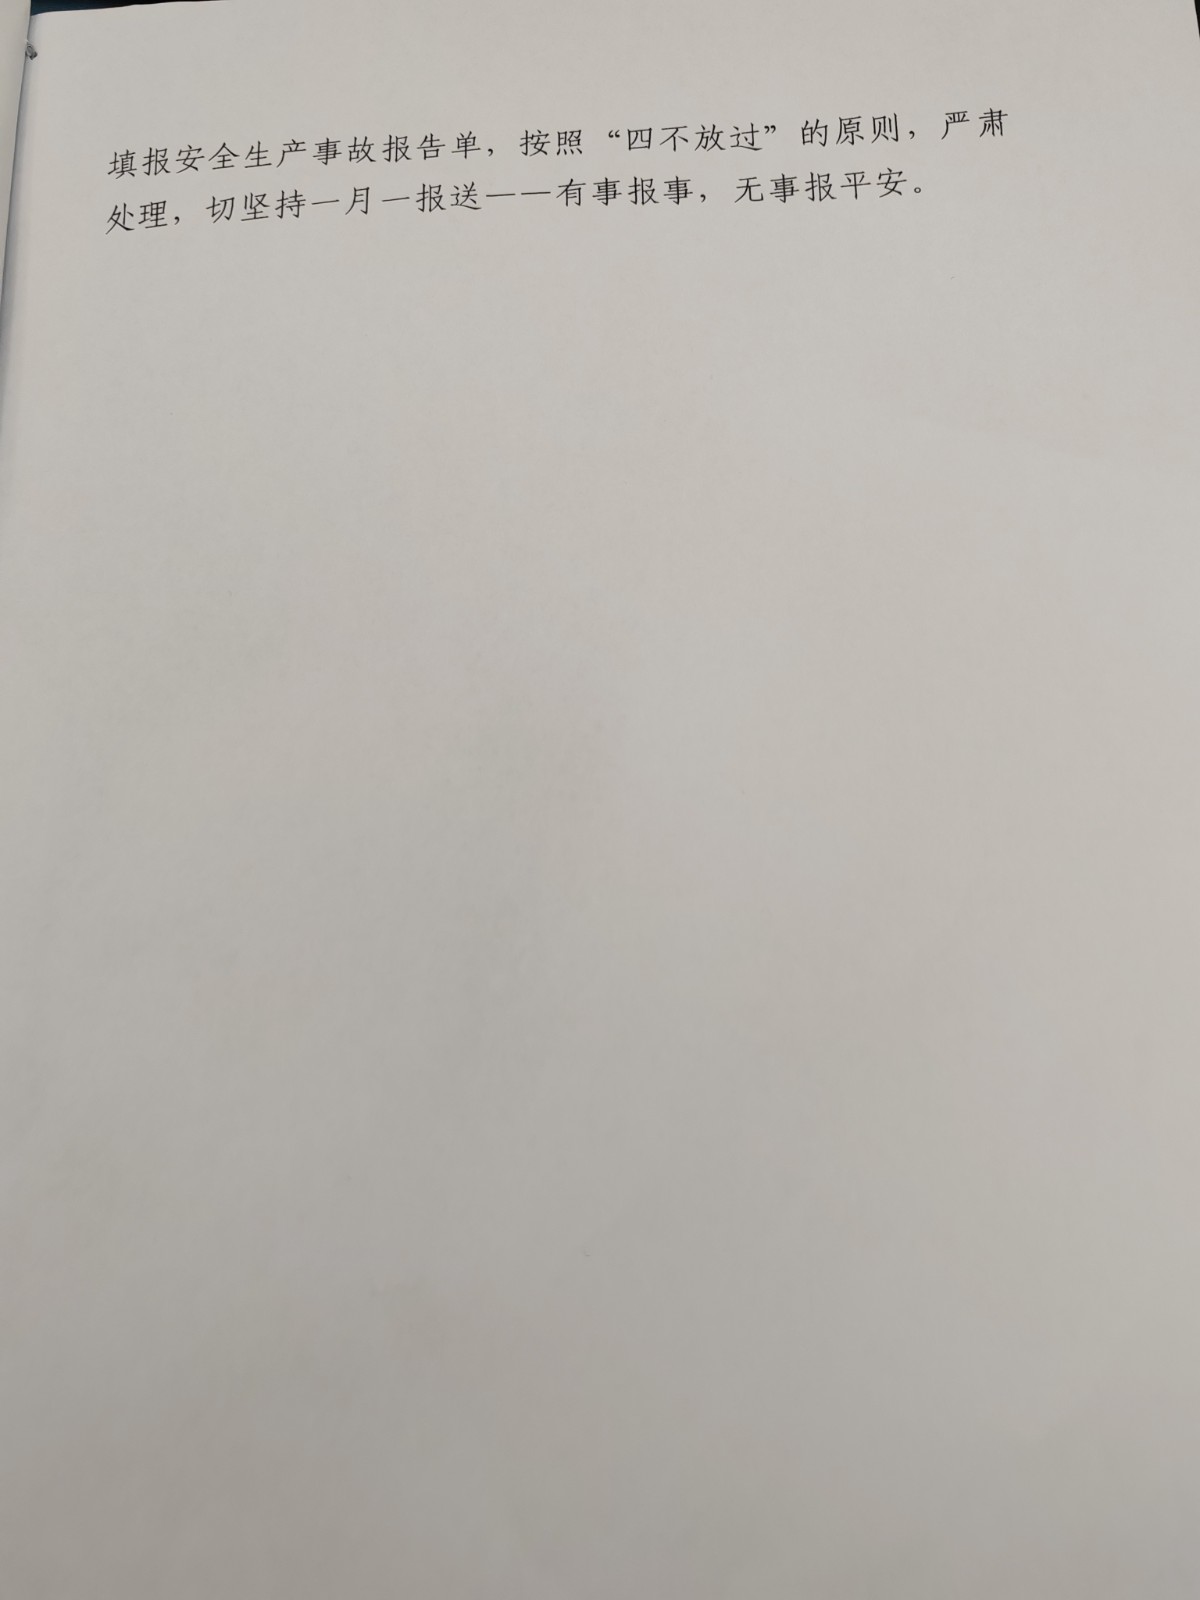 填报安全生产事故报告单，按照“四不放过”的原则，严肃
处理，切坚持一月一报送——有事报事，无事报平安。